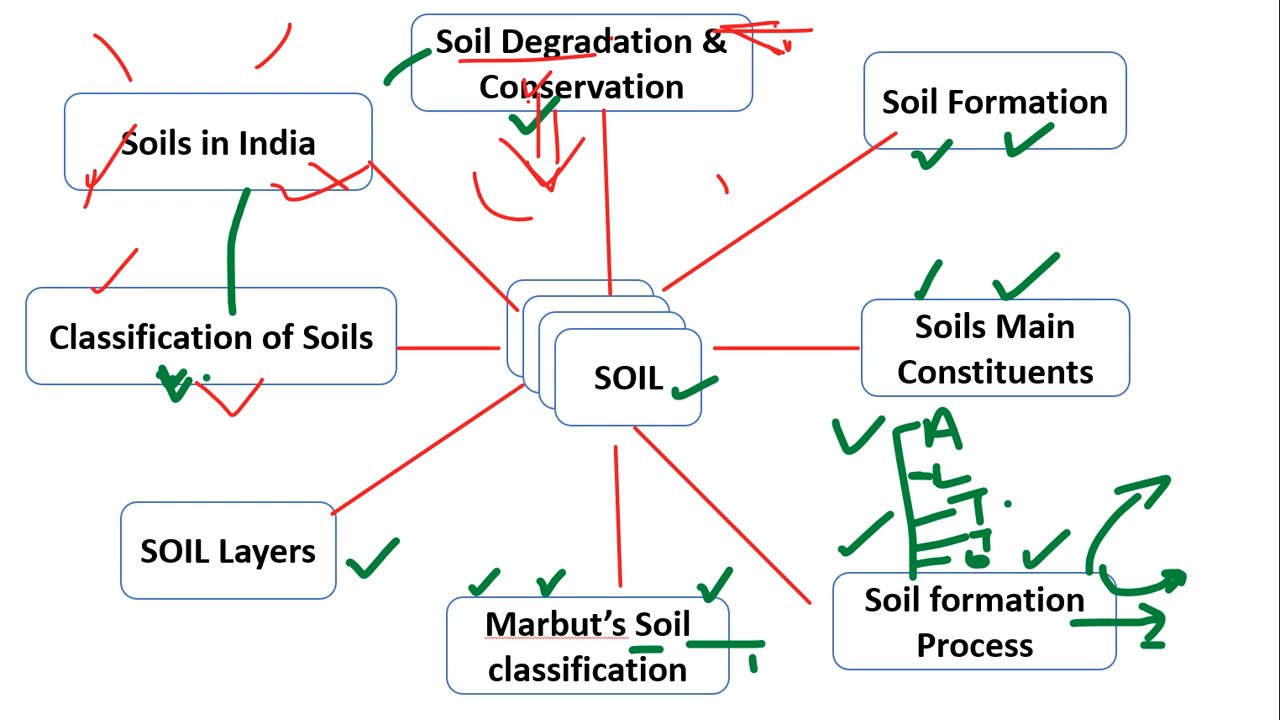 Soil Degradation &
Conservation
Soil Formation
Soils in India
Soils Main
Constituents
Classification of Soils
SOIL
A
SOIL Layers
Soil formation
Process
Marbut's Soil
classification